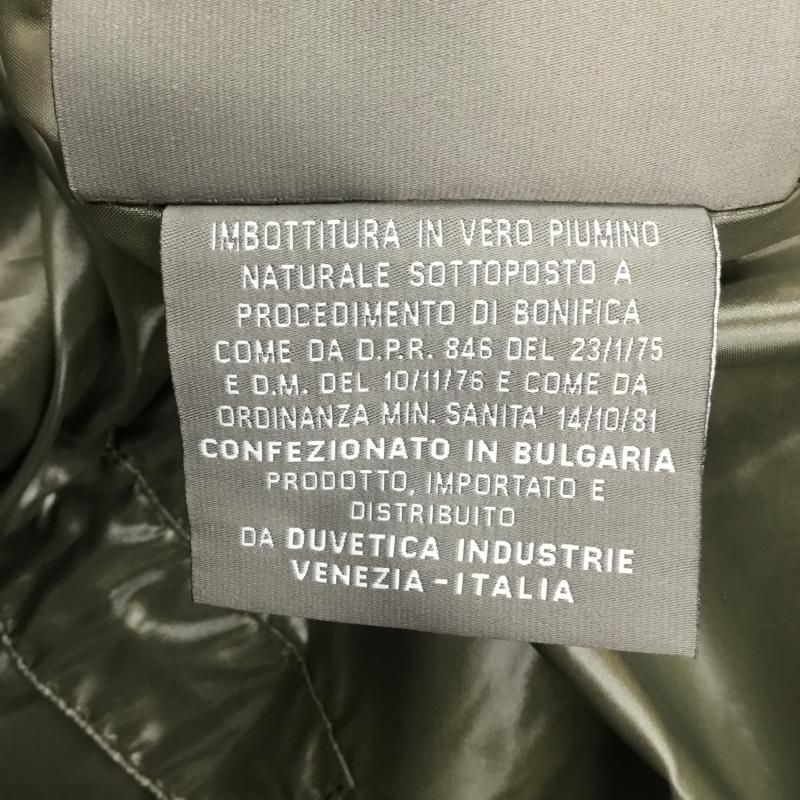 IMBOTTITURA IN VERO PIUMINO
NATURALE SOTTOPOSTO A
PROCEDIMENTO DI BONIFICA
COME DA D.P.R. 846 DEL 23/1/75
E D.M. DEL 10/11/76 E COME DA
ORDINANZA MIN. SANITA' 14/10/81
CONFEZIONATO IN BULGARIA
PRODOTTO, IMPORTATO E
DISTRIBUITO
DA DUVETICA INDUSTRIE
VENEZIA-ITALIA